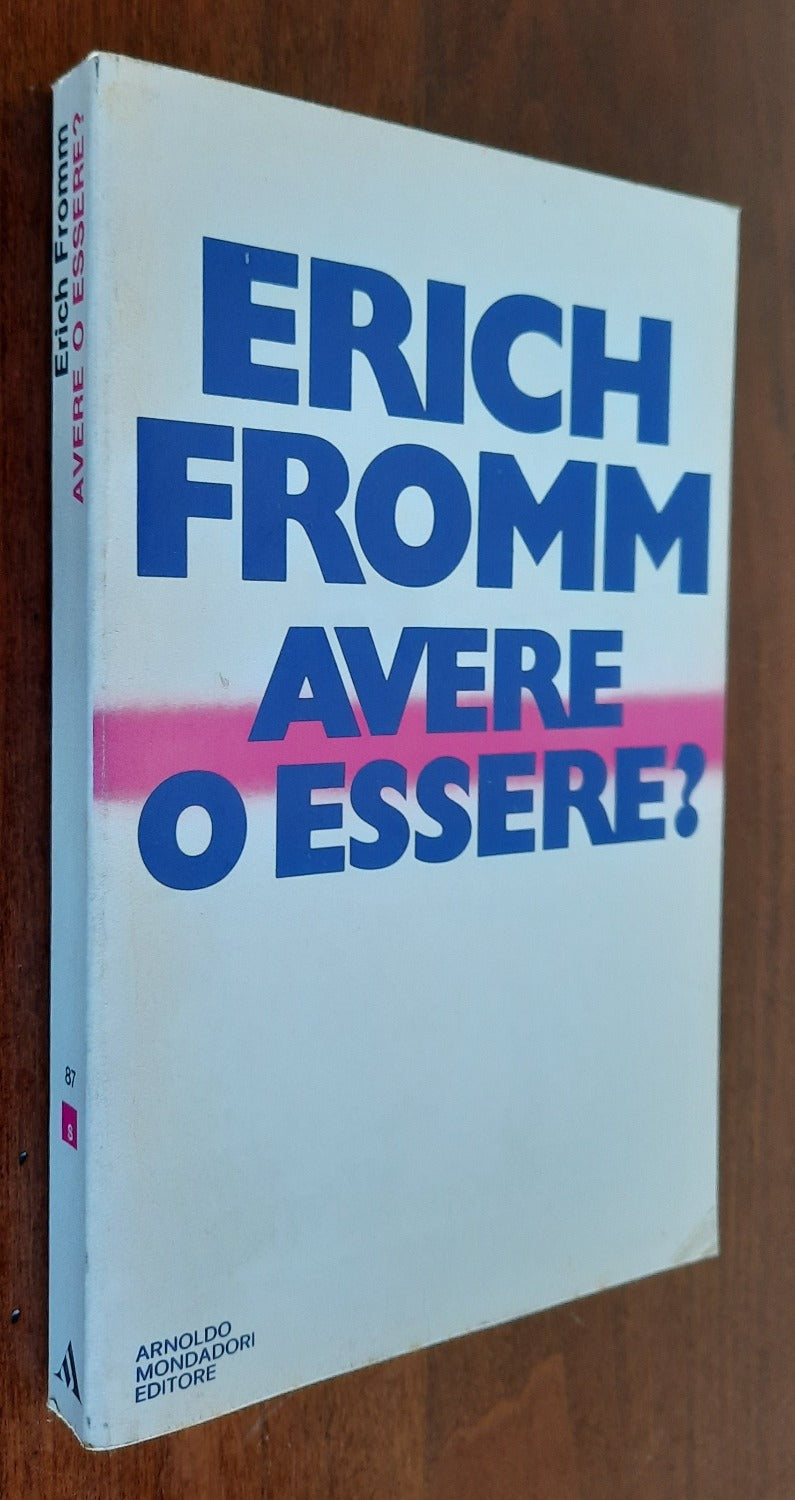 Erich Fromm
AVERE O ESSERE?
87
S
ERICH
FROMM
AVERE
O ESSERE?
ARNOLDO
MONDADORI
EDITORE